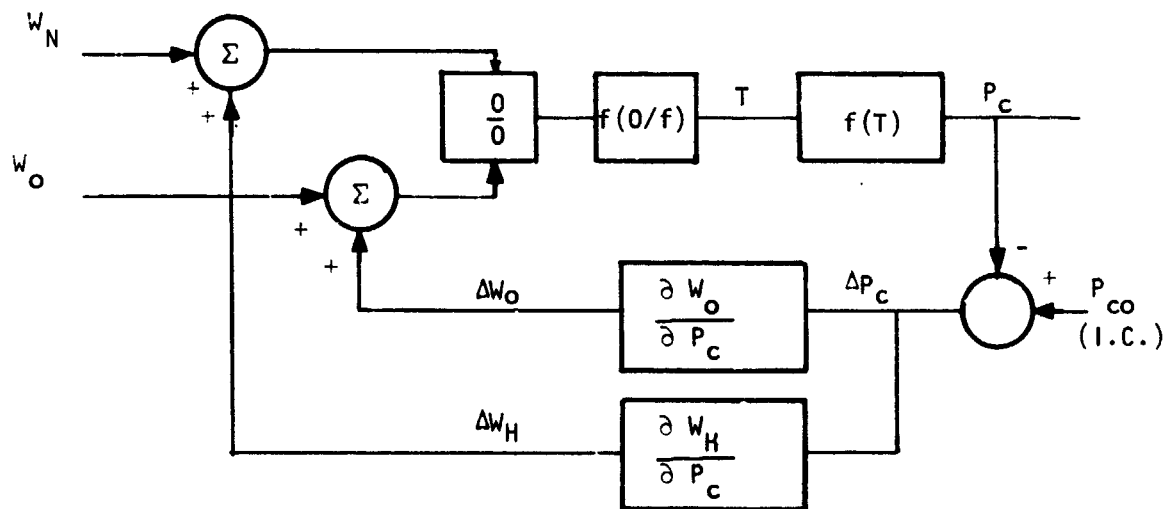 W_N
Σ
+
+
0
0
f(0/f)
T
f(T)
P_c
W_o
Σ
+
+
ΔW_o
∂ W_o
∂ P_c
ΔP_c
-
+
P_co
(I.C.)
ΔW_H
∂ W_H
∂ P_c